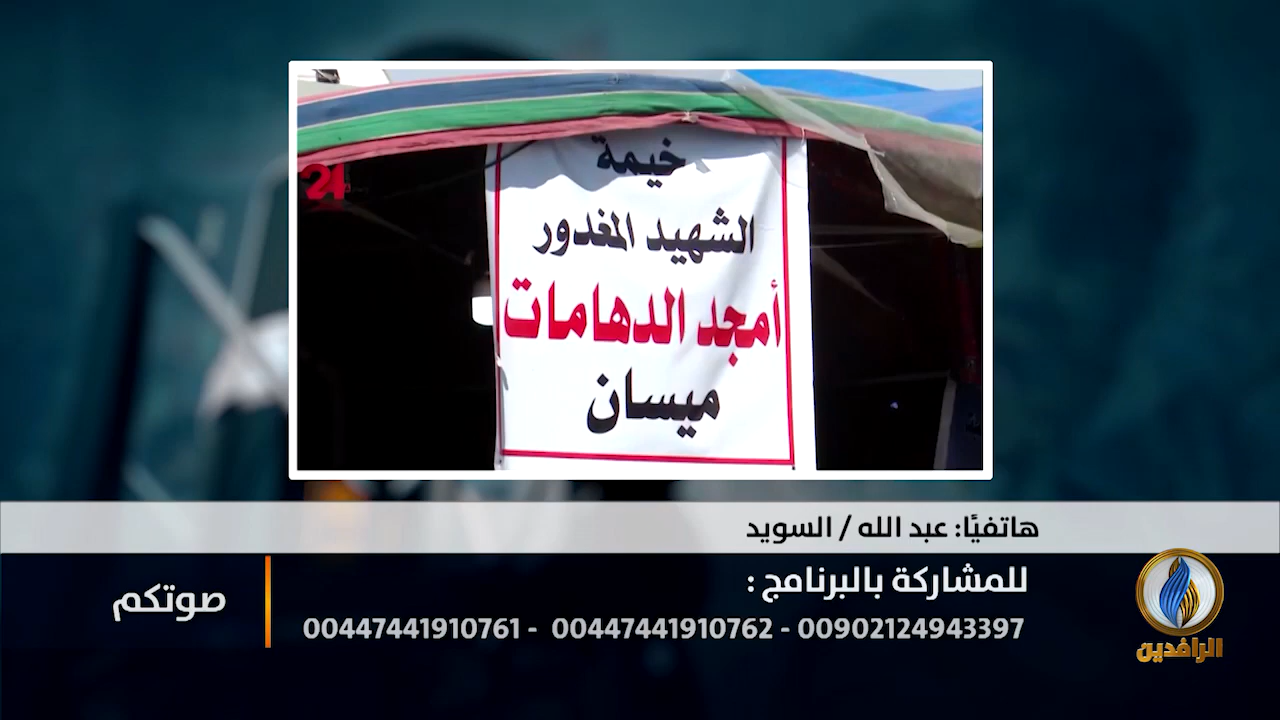 خيمة
الشهيد المغدور
أمجد الدهامات
ميسان
24
هاتفيًا: عبد الله / السويد
للمشاركة بالبرنامج :
00447441910761 - 00447441910762 - 00902124943397
صوتكم
الرافدين